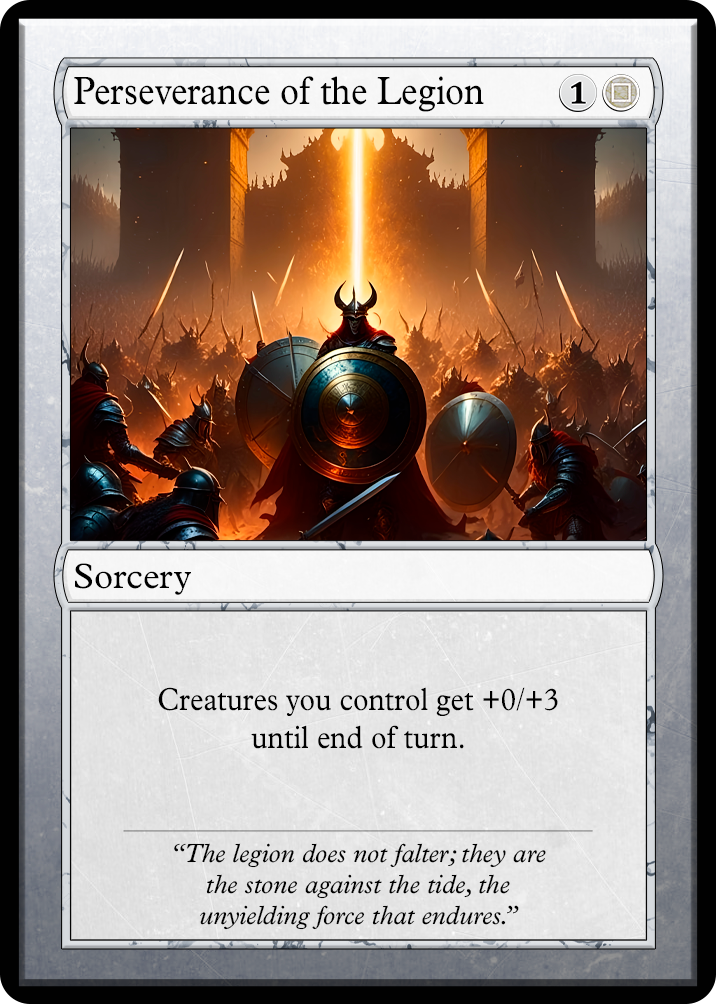 Perseverance of the Legion 1
Sorcery
Creatures you control get +0/+3
until end of turn.
“The legion does not falter; they are
the stone against the tide, the
unyielding force that endures.”